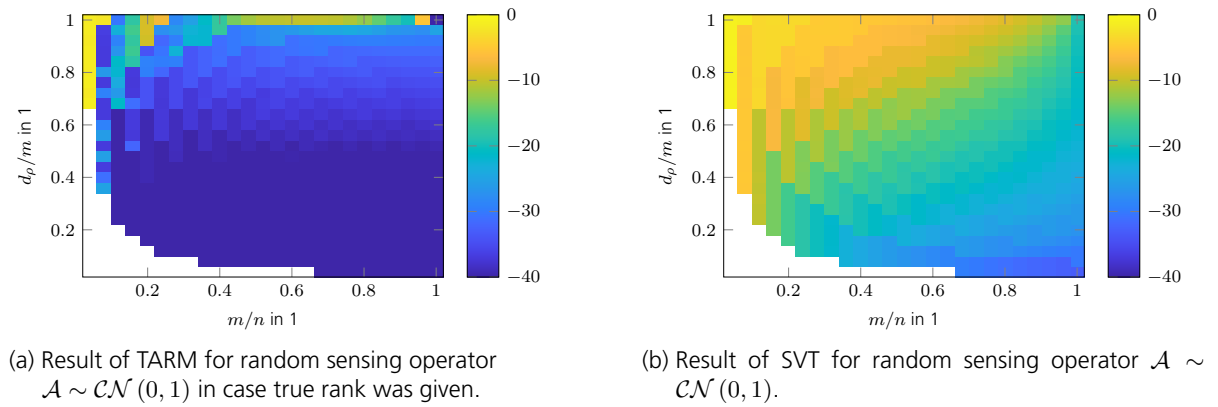 0
1
0.8
−10
0.6
−20
0.4
−30
0.2
−40
0.2 0.4 0.6 0.8 1
d_ρ/m in 1
m/n in 1
0
1
0.8
−10
0.6
−20
0.4
−30
0.2
−40
0.2 0.4 0.6 0.8 1
d_ρ/m in 1
m/n in 1
(a) Result of TARM for random sensing operator
𝒜 ∼ 𝒞𝒩 (0, 1) in case true rank was given.
(b) Result of SVT for random sensing operator 𝒜 ∼
𝒞𝒩 (0, 1).